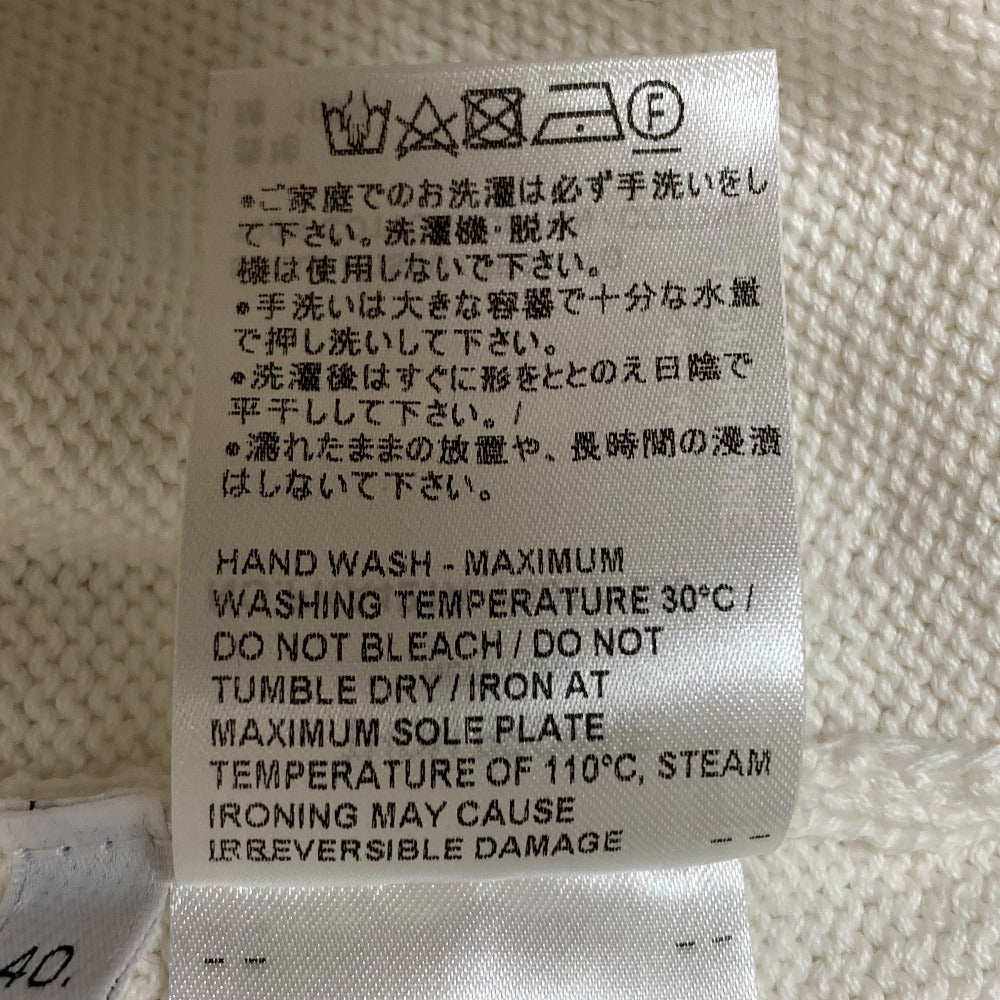 F
•ご家庭でのお洗濯は必ず手洗いをし
て下さい。洗濯機・脱水
機は使用しないで下さい。
•手洗いは大きな容器で十分な水量
で押し洗いして下さい。
•洗濯後はすぐに形をととのえ日陰で
平干しして下さい。/
•濡れたままの放置や、長時間の浸漬
はしないて下さい。
HAND WASH - MAXIMUM
WASHING TEMPERATURE 30°C /
DO NOT BLEACH / DO NOT
TUMBLE DRY / IRON AT
MAXIMUM SOLE PLATE
TEMPERATURE OF 110°C, STEAM
IRONING MAY CAUSE
IRREVERSIBLE DAMAGE
40.